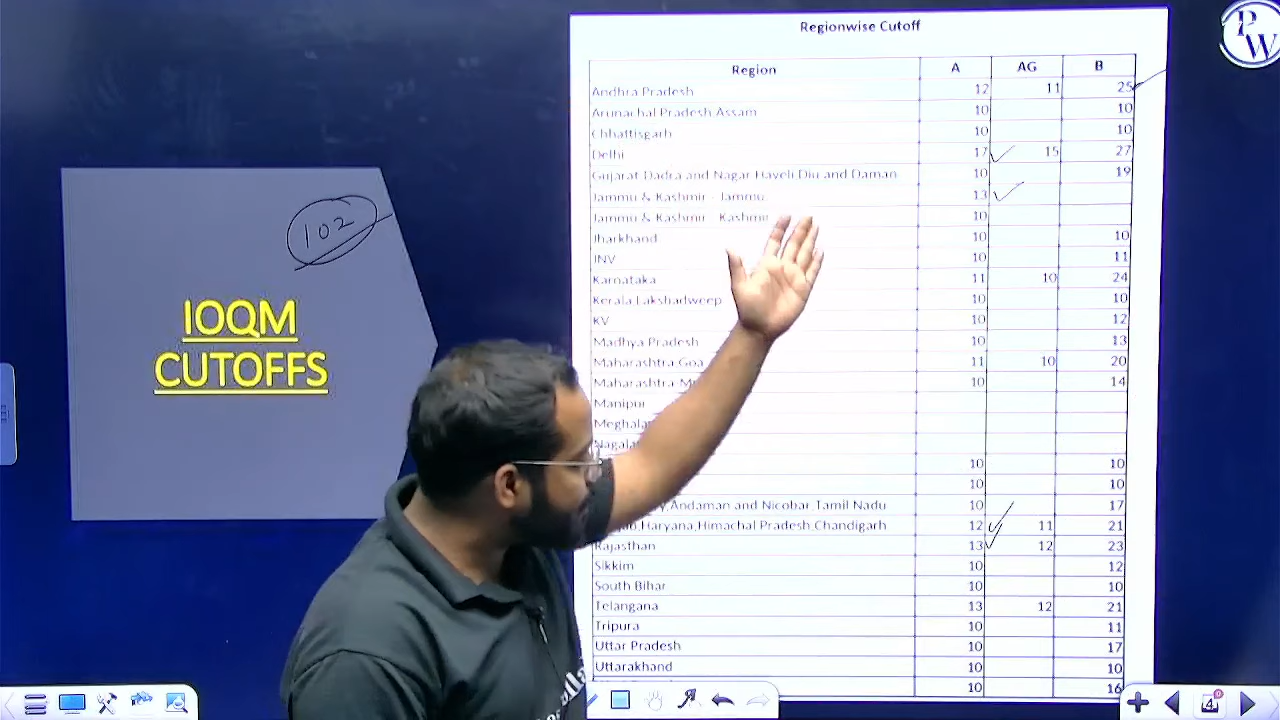 Regionwise Cutoff
PW
Region A AG B
Andhra Pradesh 12 11 25
Arunachal Pradesh Assam 10 10
Chhattisgarh 10 10
Delhi 17 15 27
Gujarat Dadra and Nagar Haveli Diu and Daman 10 19
Jammu & Kashmir - Jammu 13
Jammu & Kashmir - Kashmir 10
Jharkhand 10 10
INV 10 11
Karnataka 11 10 24
Kerala Lakshadweep 10 10
KV 10 12
Madhya Pradesh 10 13
Maharashtra Goa 11 10 20
Maharashtra 10 14
Manipur
10 10
10 10
,Andaman and Nicobar,Tamil Nadu 10 17
Haryana,Himachal Pradesh,Chandigarh 12 11 21
Rajasthan 13 12 23
Sikkim 10 12
South Bihar 10 10
Telangana 13 12 21
Tripura 10 11
Uttar Pradesh 10 17
Uttarakhand 10 10
10 16
102
IOQM
CUTOFFS
4